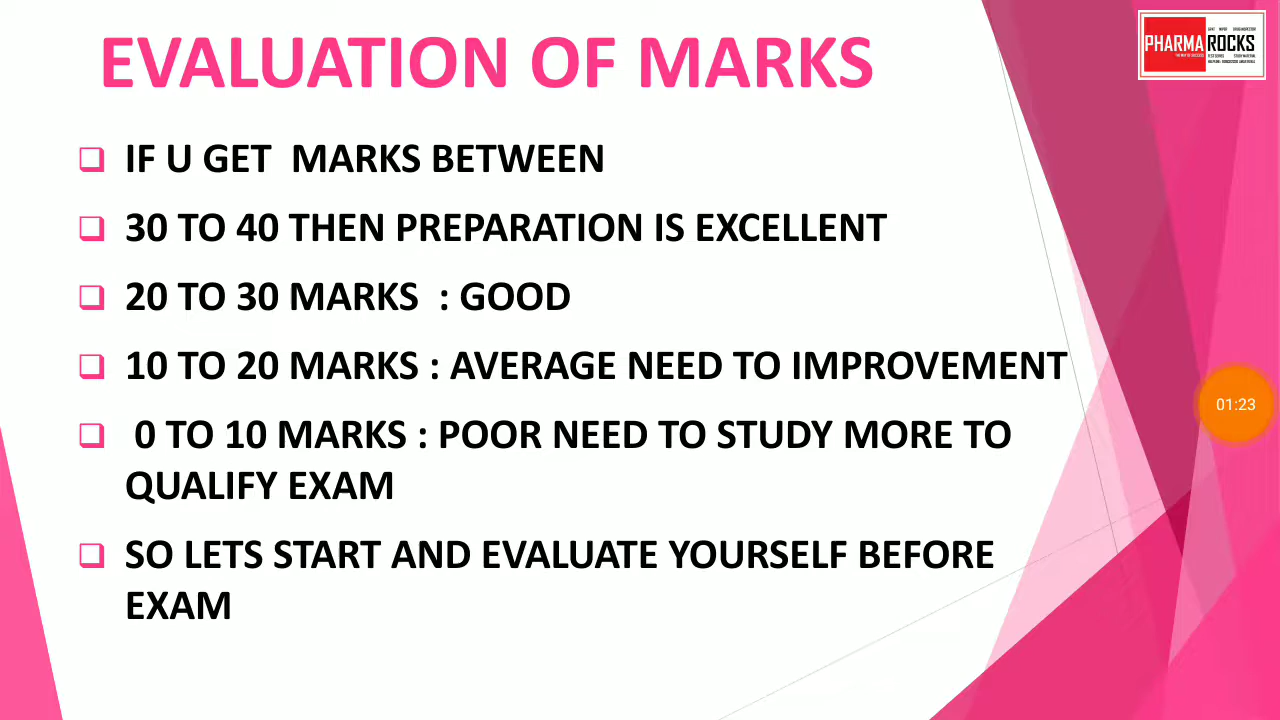 EVALUATION OF MARKS
PHARMA ROCKS
IF U GET MARKS BETWEEN
30 TO 40 THEN PREPARATION IS EXCELLENT
20 TO 30 MARKS : GOOD
10 TO 20 MARKS : AVERAGE NEED TO IMPROVEMENT
01:23
0 TO 10 MARKS : POOR NEED TO STUDY MORE TO
QUALIFY EXAM
SO LETS START AND EVALUATE YOURSELF BEFORE
EXAM